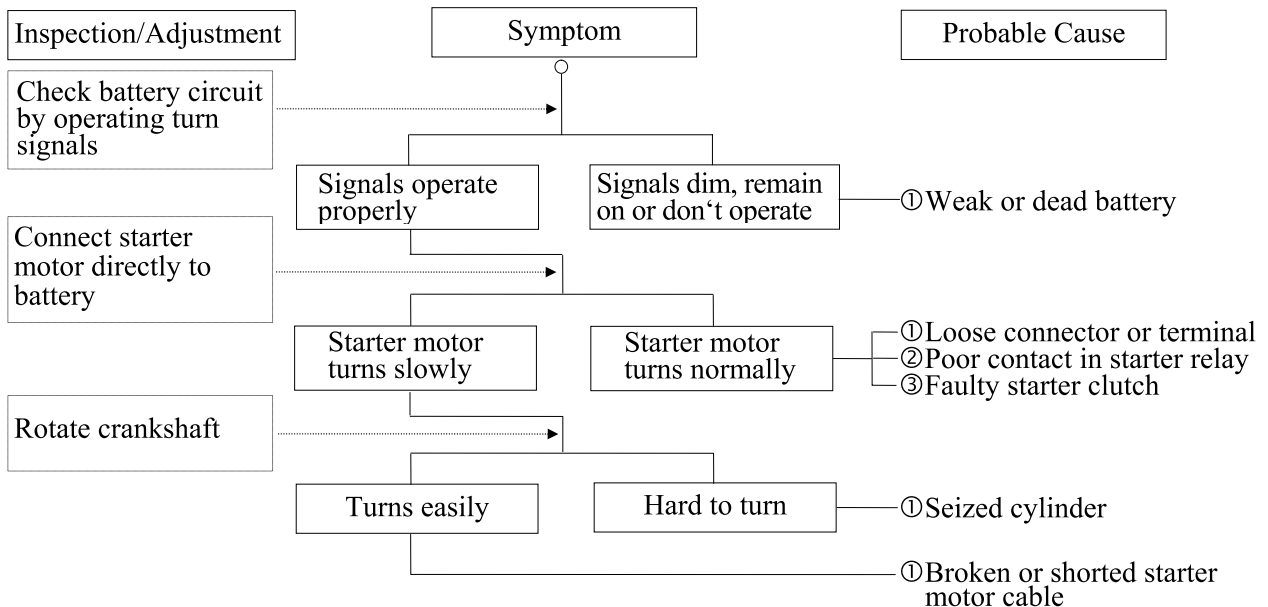 Inspection/Adjustment
Symptom
Probable Cause
Check battery circuit
by operating turn
signals
Signals operate
properly
Signals dim, remain
on or don‘t operate
①Weak or dead battery
Connect starter
motor directly to
battery
Starter motor
turns slowly
Starter motor
turns normally
①Loose connector or terminal
②Poor contact in starter relay
③Faulty starter clutch
Rotate crankshaft
Turns easily
Hard to turn
①Seized cylinder
①Broken or shorted starter
motor cable